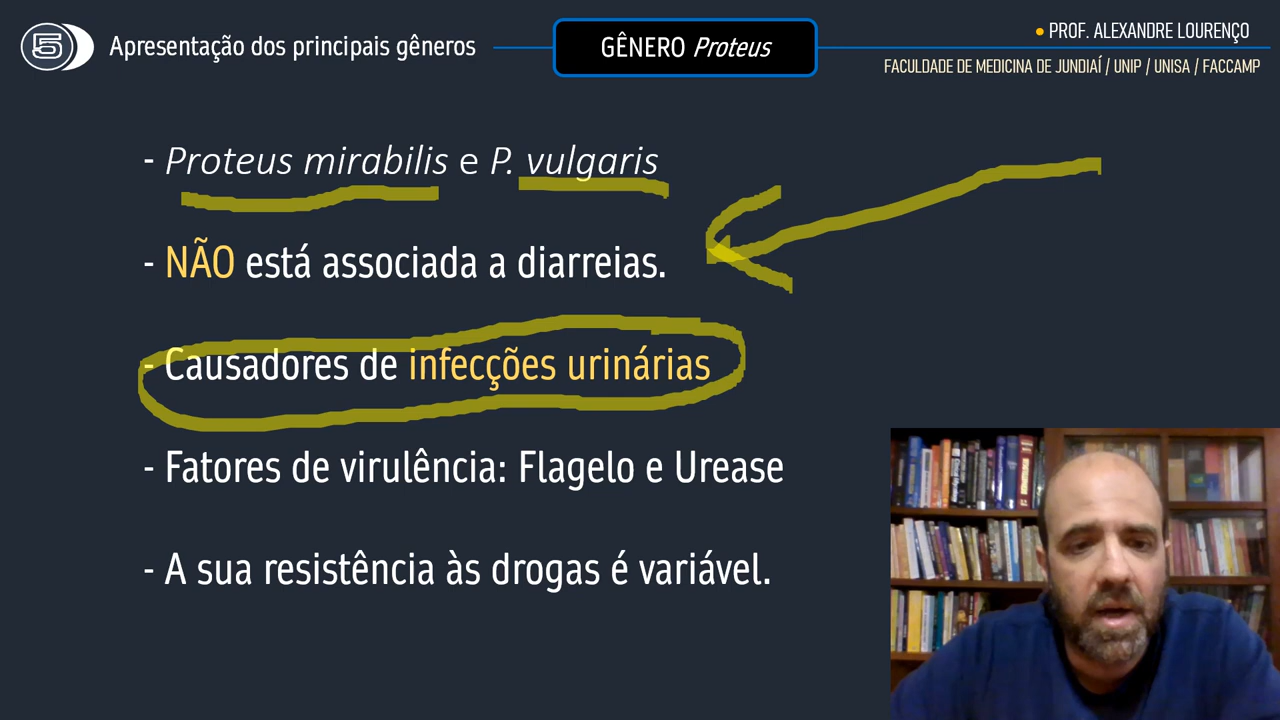 5
Apresentação dos principais gêneros
GÊNERO Proteus
• PROF. ALEXANDRE LOURENÇO
FACULDADE DE MEDICINA DE JUNDIAÍ / UNIP / UNISA / FACCAMP
- Proteus mirabilis e P. vulgaris
- NÃO está associada a diarreias.
- Causadores de infecções urinárias
- Fatores de virulência: Flagelo e Urease
- A sua resistência às drogas é variável.